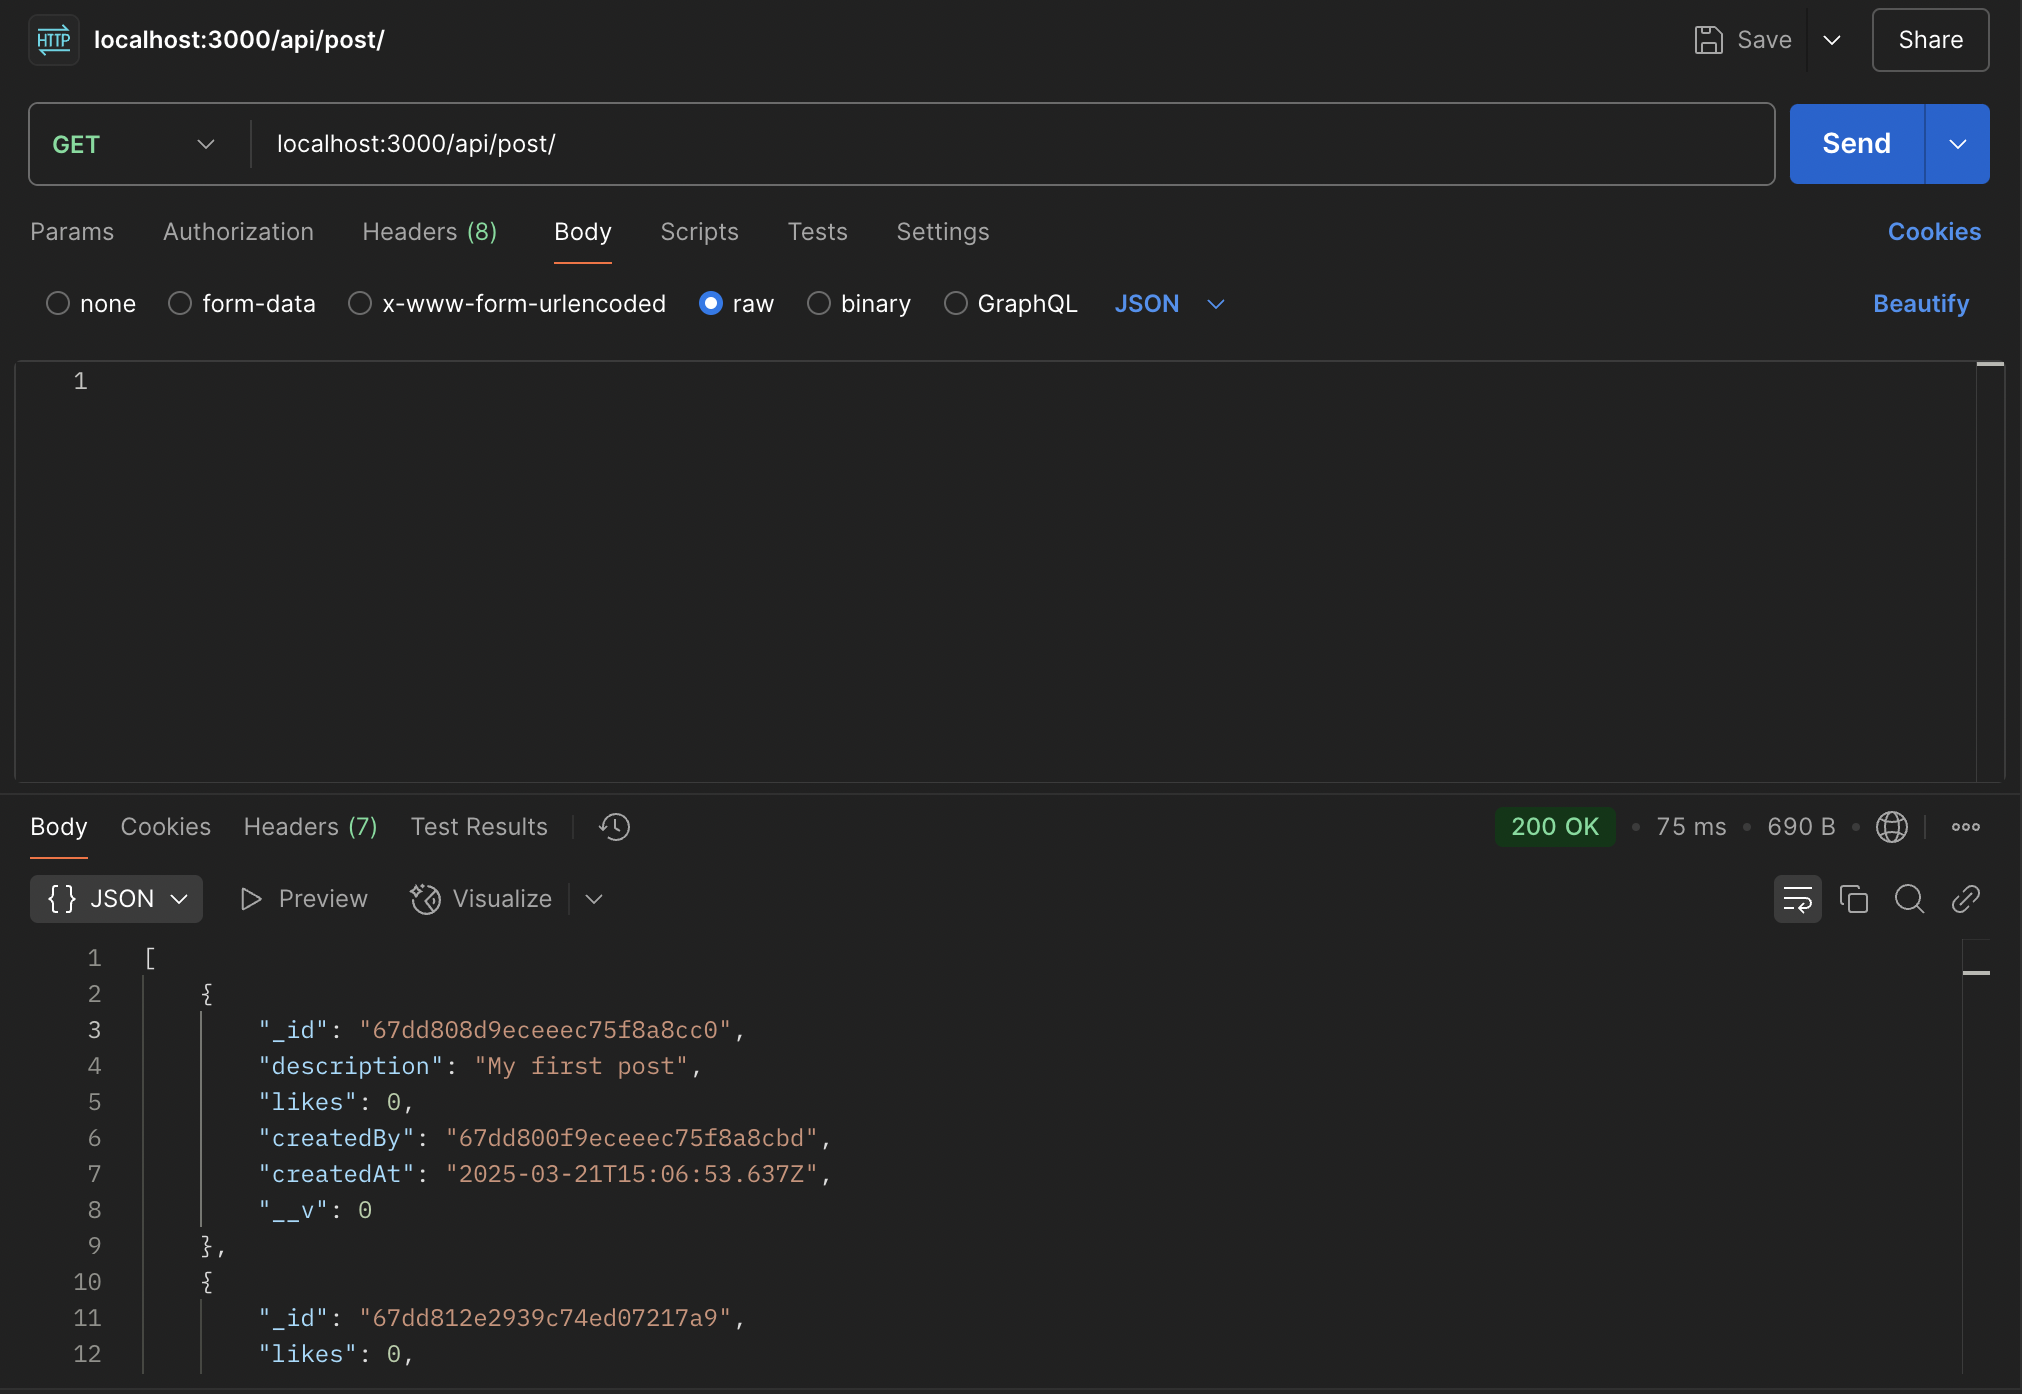 HTTP localhost:3000/api/post/ Save Share
GET localhost:3000/api/post/ Send
Params Authorization Headers (8) Body Scripts Tests Settings Cookies
none form-data x-www-form-urlencoded raw binary GraphQL JSON Beautify
1
Body Cookies Headers (7) Test Results 200 OK • 75 ms • 690 B •
{} JSON Preview Visualize
1 [
2 {
3 "_id": "67dd808d9eceeec75f8a8cc0",
4 "description": "My first post",
5 "likes": 0,
6 "createdBy": "67dd800f9eceeec75f8a8cbd",
7 "createdAt": "2025-03-21T15:06:53.637Z",
8 "__v": 0
9 },
10 {
11 "_id": "67dd812e2939c74ed07217a9",
12 "likes": 0,